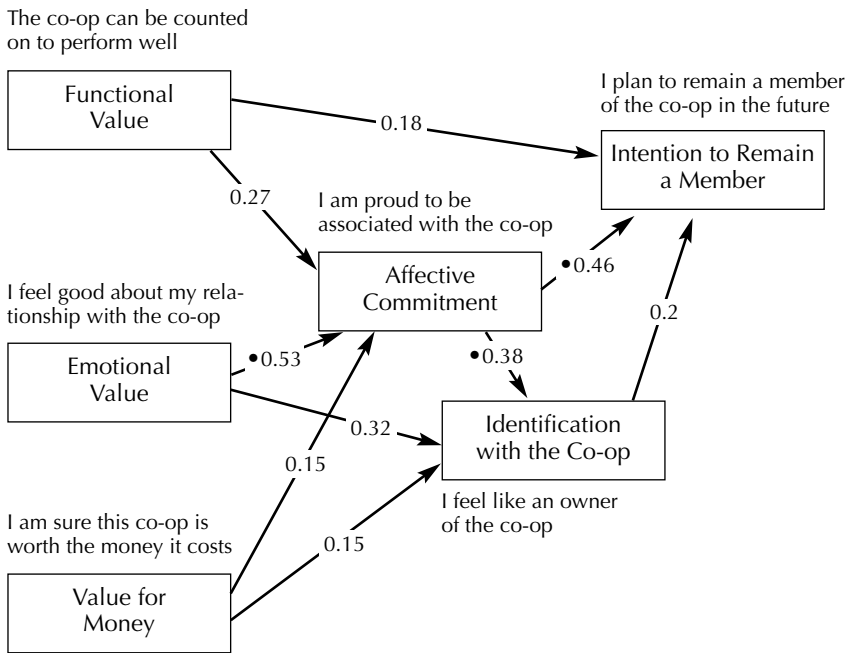 The co-op can be counted
on to perform well
Functional
Value
0.18
I plan to remain a member
of the co-op in the future
Intention to Remain
a Member
0.27
I am proud to be
associated with the co-op
Affective
Commitment
•0.46
I feel good about my rela-
tionship with the co-op
Emotional
Value
•0.53
•0.38
0.2
0.32
Identification
with the Co-op
0.15
I feel like an owner
of the co-op
I am sure this co-op is
worth the money it costs
0.15
Value for
Money